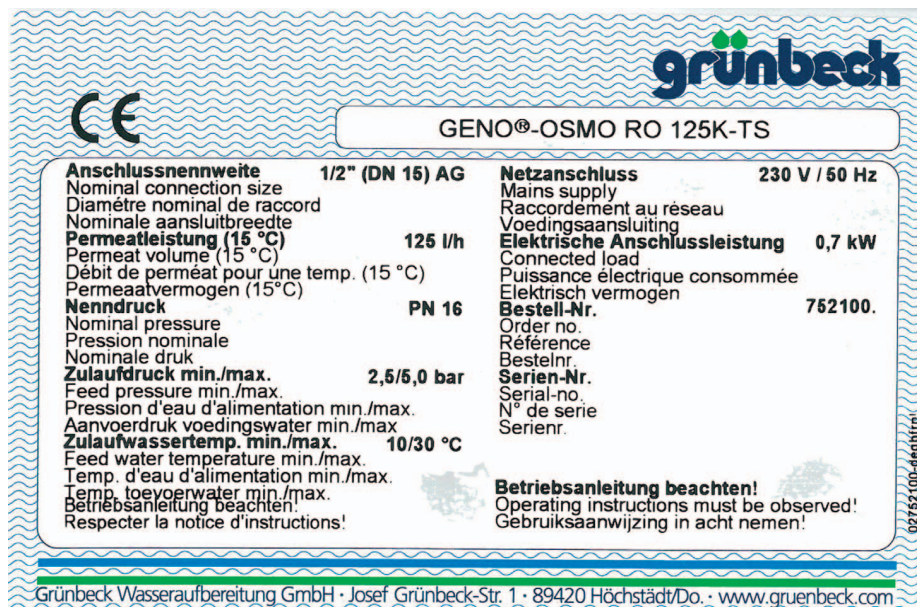 grünbeck
CE
GENO®-OSMO RO 125K-TS
Anschlussnennweite 1/2" (DN 15) AG
Nominal connection size
Diamétre nominal de raccord
Nominale aansluitbreedte
Permeatleistung (15 °C) 125 l/h
Permeat volume (15 °C)
Débit de perméat pour une temp. (15 °C)
Permeaatvermogen (15°C)
Nenndruck PN 16
Nominal pressure
Pression nominale
Nominale druk
Zulaufdruck min./max. 2,5/5,0 bar
Feed pressure min./max.
Pression d'eau d'alimentation min./max.
Aanvoerdruk voedingswater min./max
Zulaufwassertemp. min./max. 10/30 °C
Feed water temperature min./max.
Temp. d'eau d'alimentation min./max.
Temp. toevoerwater min./max.
Betriebsanleitung beachten!
Respecter la notice d'instructions!
Netzanschluss 230 V / 50 Hz
Mains supply
Raccordement au réseau
Voedingsaansluiting
Elektrische Anschlussleistung 0,7 kW
Connected load
Puissance électrique consommée
Elektrisch vermogen
Bestell-Nr. 752100.
Order no.
Référence
Bestelnr.
Serien-Nr.
Serial-no.
N° de serie
Serienr.
Betriebsanleitung beachten!
Operating instructions must be observed!
Gebruiksaanwijzing in acht nemen!
Grünbeck Wasseraufbereitung GmbH · Josef Grünbeck-Str. 1 · 89420 Höchstädt/Do. · www.gruenbeck.com